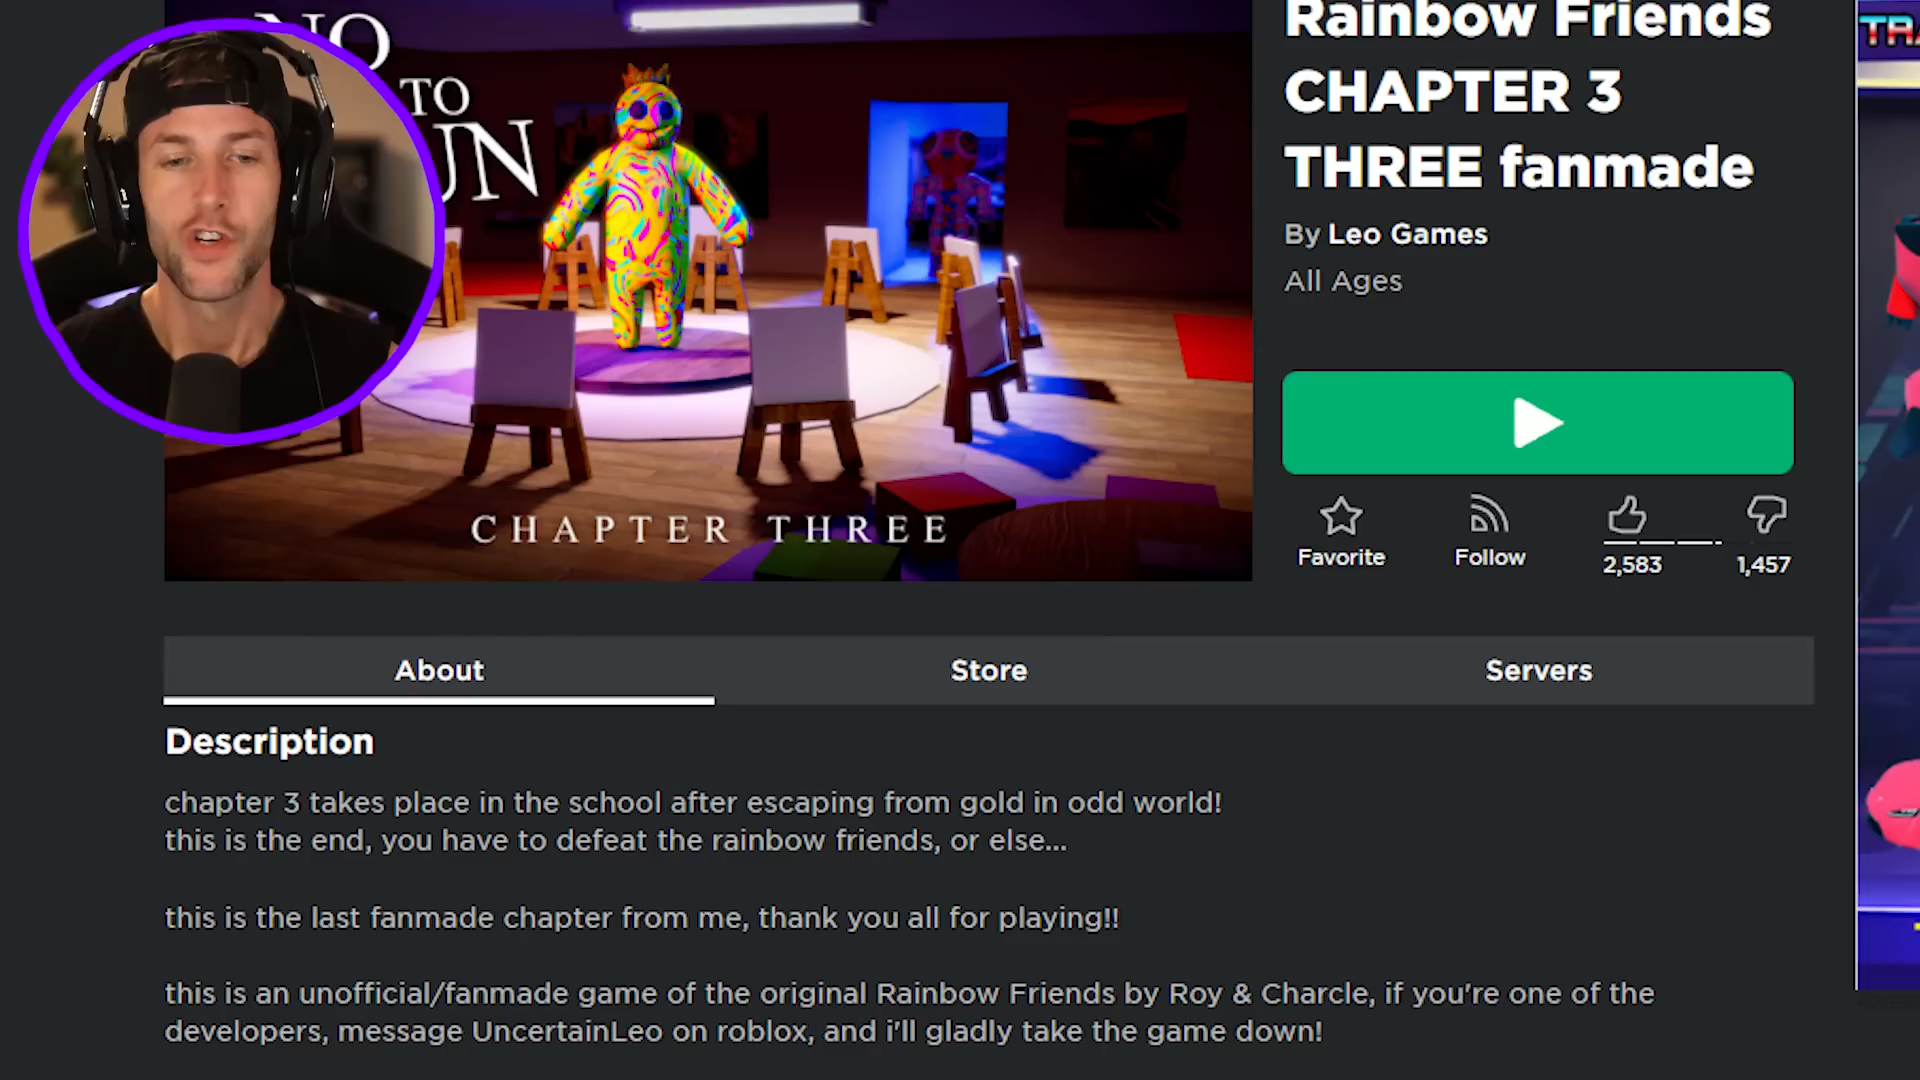 NO
TO
UN
CHAPTER THREE
Rainbow Friends
CHAPTER 3
THREE fanmade
By Leo Games
All Ages
Favorite
Follow
2,583
1,457
About
Store
Servers
Description
chapter 3 takes place in the school after escaping from gold in odd world!
this is the end, you have to defeat the rainbow friends, or else...
this is the last fanmade chapter from me, thank you all for playing!!
this is an unofficial/fanmade game of the original Rainbow Friends by Roy & Charcle, if you're one of the
developers, message UncertainLeo on roblox, and i'll gladly take the game down!